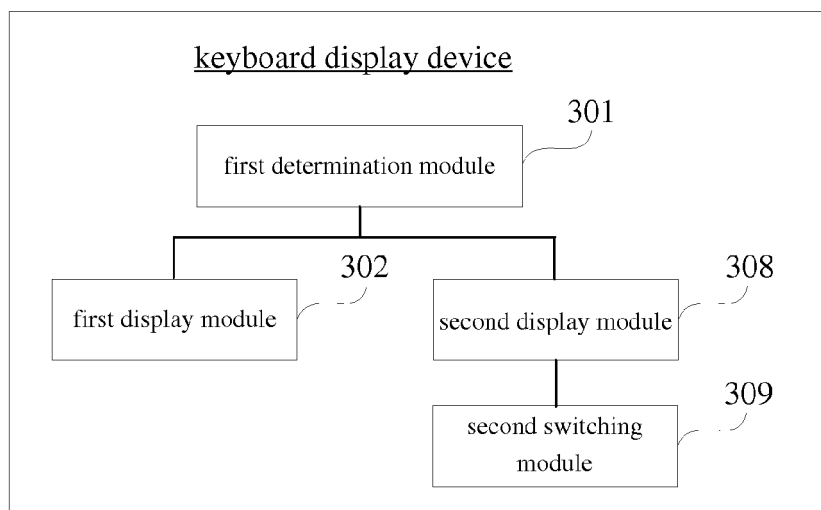 keyboard display device
301
first determination module
302
308
first display module
second display module
309
second switching
module